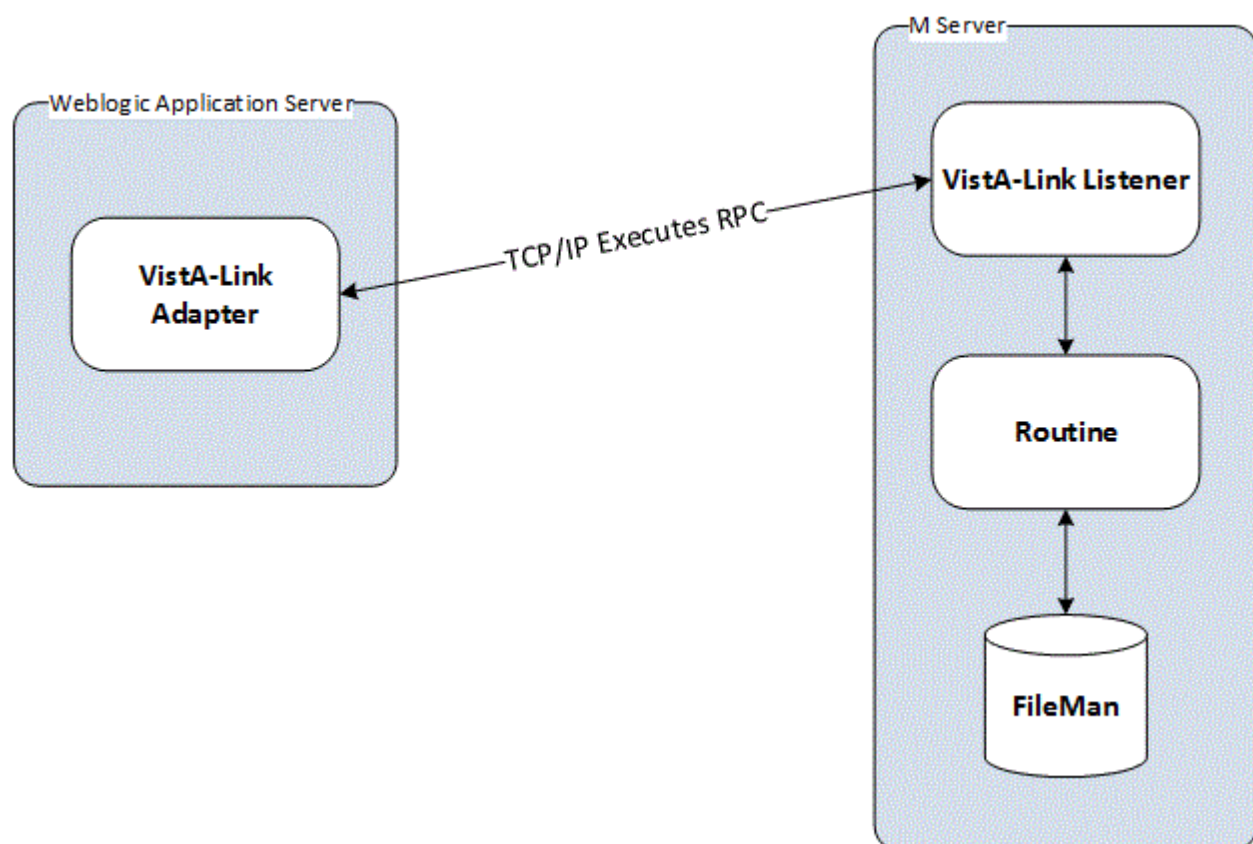 Weblogic Application Server
VistA-Link
Adapter
TCP/IP Executes RPC
M Server
VistA-Link Listener
Routine
FileMan